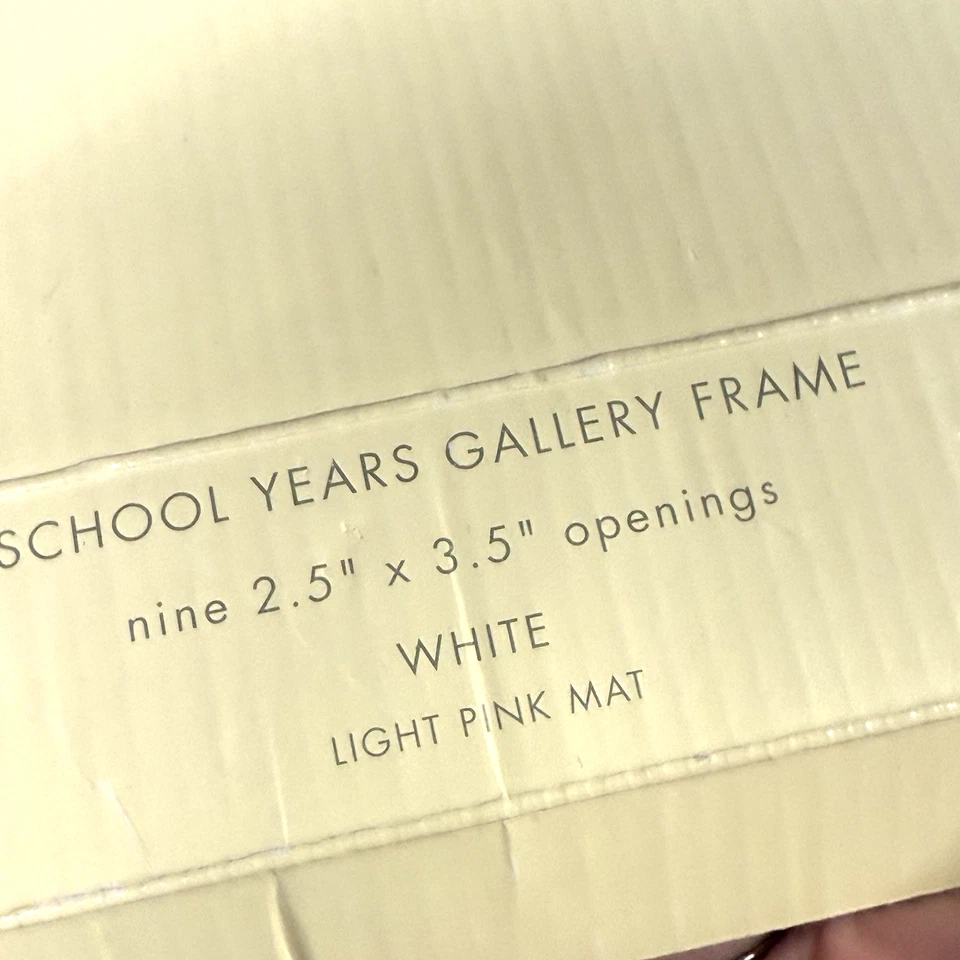 SCHOOL YEARS GALLERY FRAME
nine 2.5" x 3.5" openings
WHITE
LIGHT PINK MAT